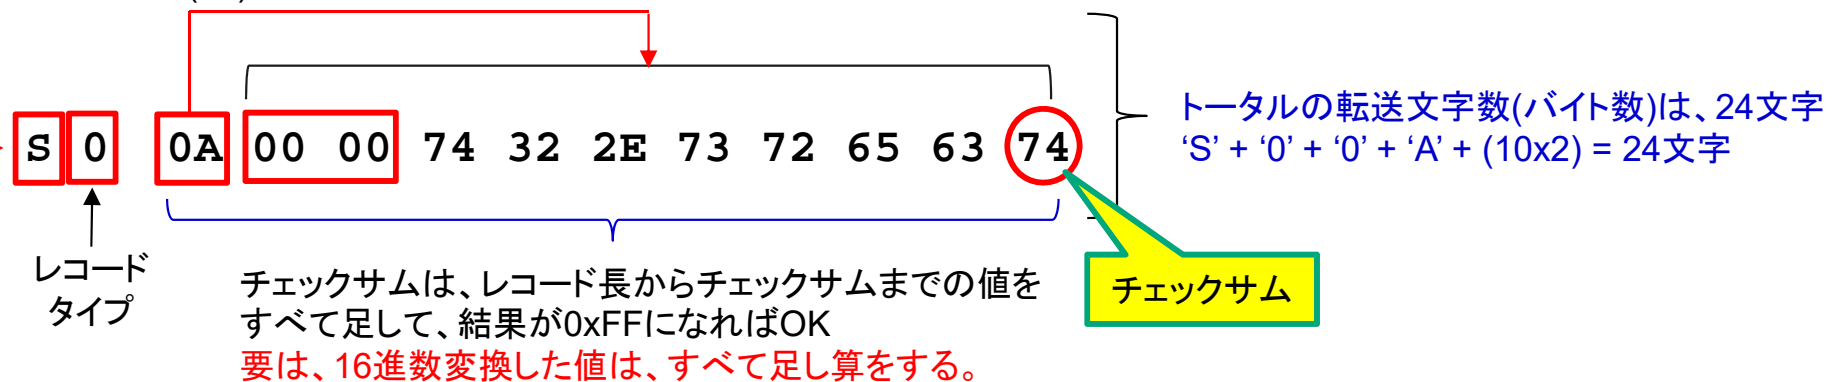 S 0 0A 00 00 74 32 2E 73 72 65 63 74
トータルの転送文字数(バイト数)は、24文字
‘S’ + ‘0’ + ‘0’ + ‘A’ + (10x2) = 24文字
レコード
タイプ
チェックサムは、レコード長からチェックサムまでの値を
すべて足して、結果が0xFFになればOK
要は、16進数変換した値は、すべて足し算をする。
チェックサム